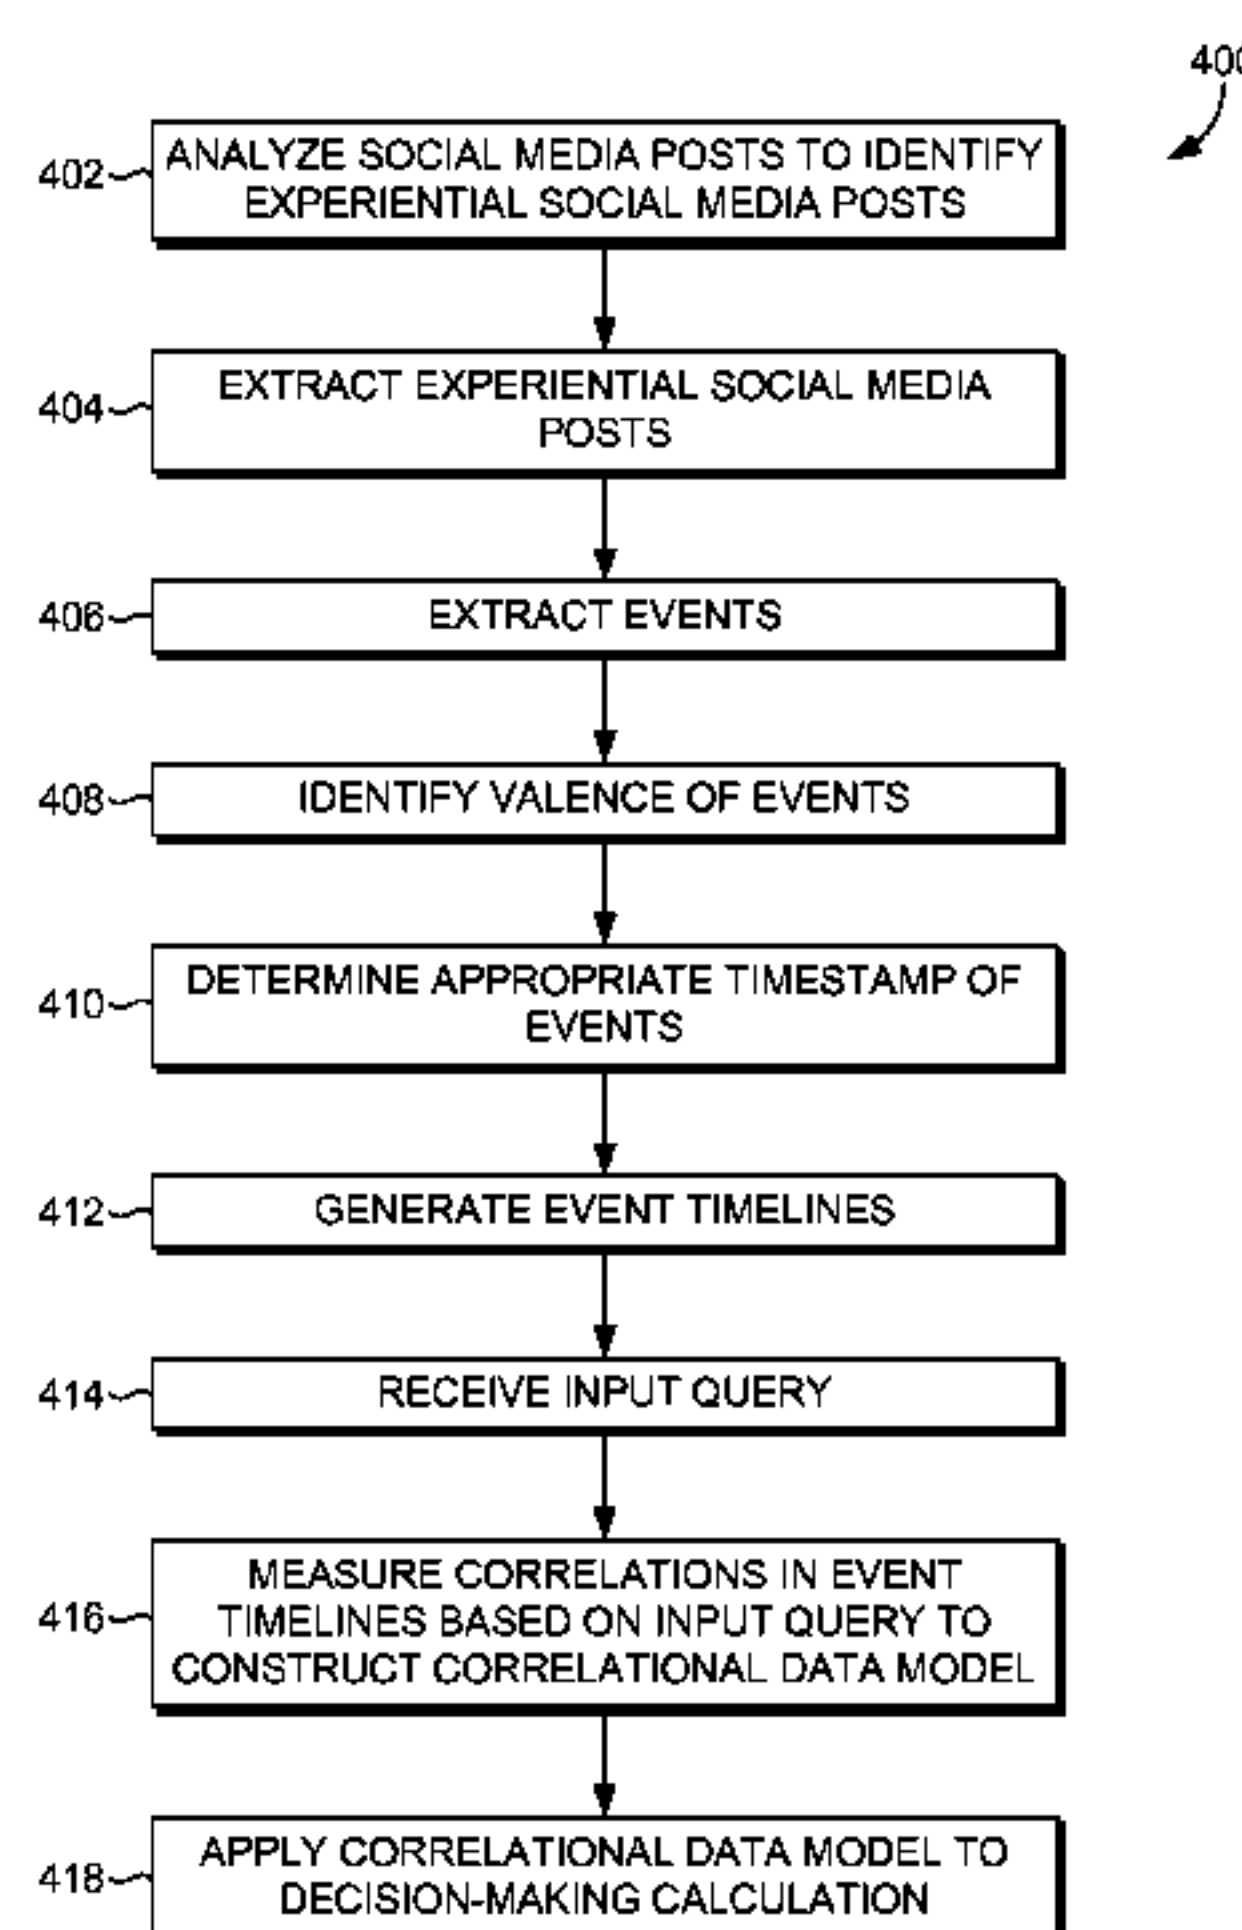 400
402
ANALYZE SOCIAL MEDIA POSTS TO IDENTIFY
EXPERIENTIAL SOCIAL MEDIA POSTS
404
EXTRACT EXPERIENTIAL SOCIAL MEDIA
POSTS
406
EXTRACT EVENTS
408
IDENTIFY VALENCE OF EVENTS
410
DETERMINE APPROPRIATE TIMESTAMP OF
EVENTS
412
GENERATE EVENT TIMELINES
414
RECEIVE INPUT QUERY
416
MEASURE CORRELATIONS IN EVENT
TIMELINES BASED ON INPUT QUERY TO
CONSTRUCT CORRELATIONAL DATA MODEL
418
APPLY CORRELATIONAL DATA MODEL TO
DECISION-MAKING CALCULATION